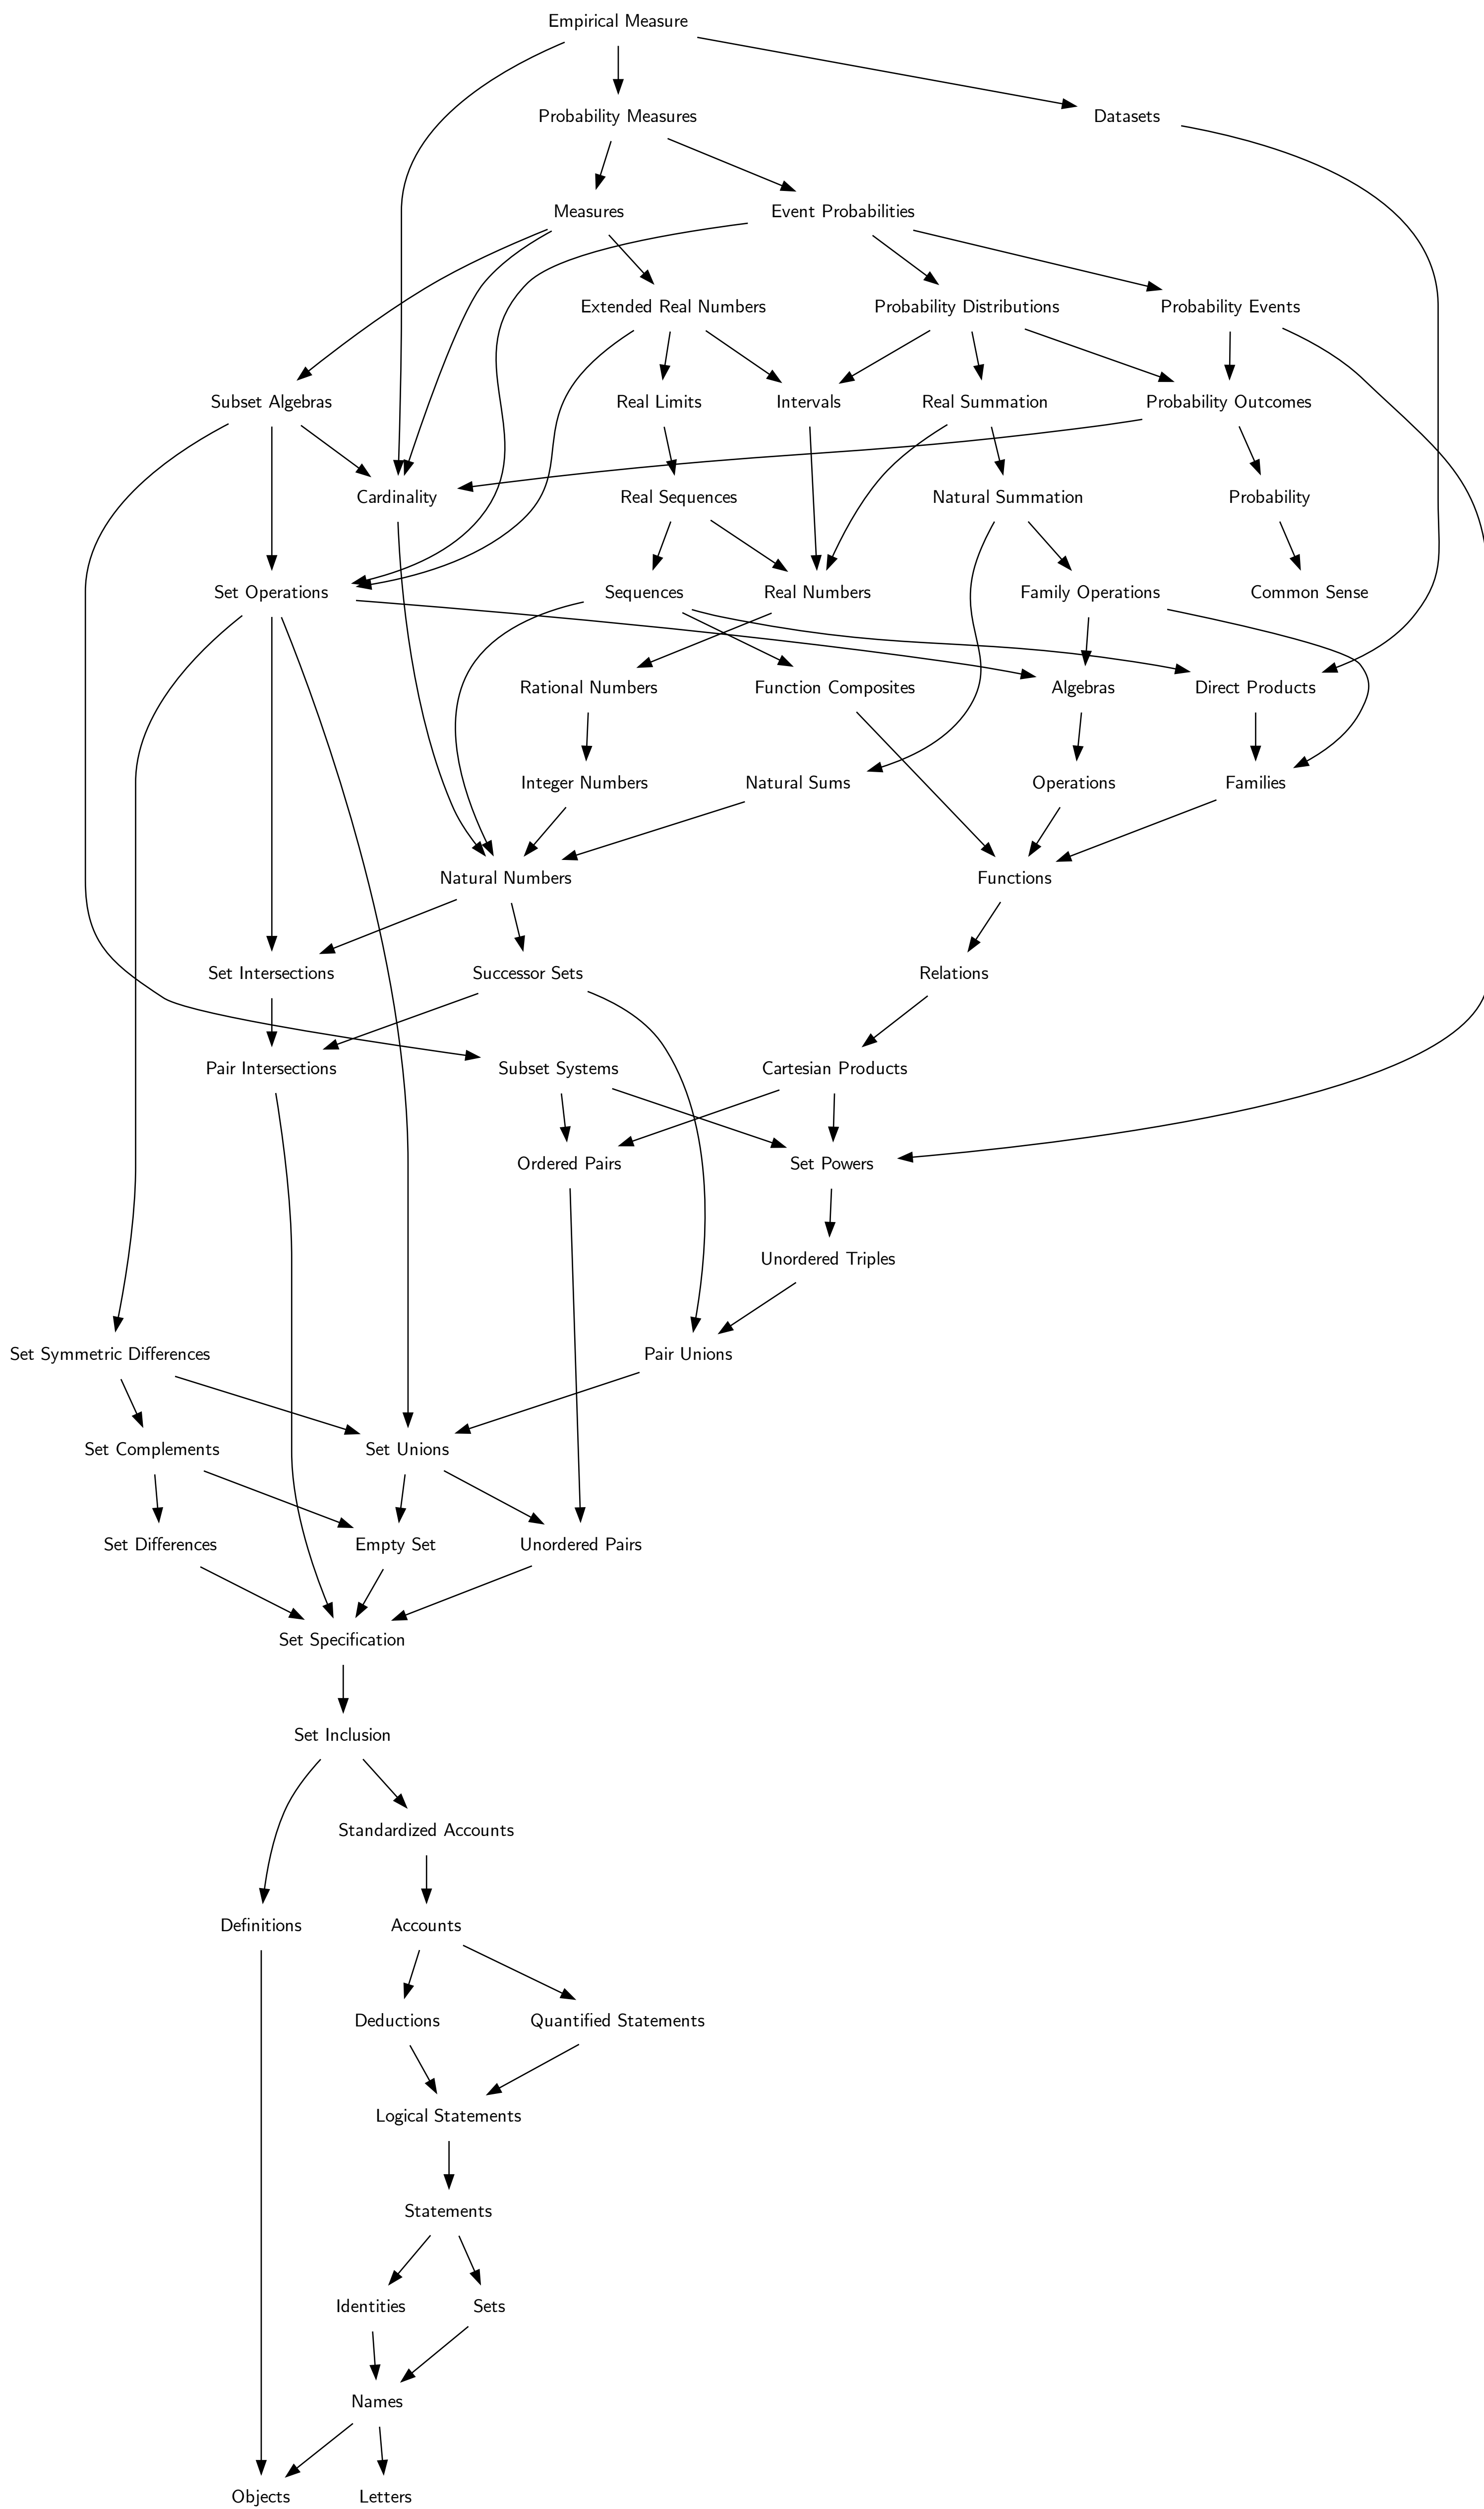 Empirical Measure
Probability Measures
Datasets
Measures
Event Probabilities
Extended Real Numbers
Probability Distributions
Probability Events
Subset Algebras
Real Limits
Intervals
Real Summation
Probability Outcomes
Cardinality
Real Sequences
Natural Summation
Probability
Set Operations
Sequences
Real Numbers
Family Operations
Common Sense
Rational Numbers
Function Composites
Algebras
Direct Products
Integer Numbers
Natural Sums
Operations
Families
Natural Numbers
Functions
Set Intersections
Successor Sets
Relations
Pair Intersections
Subset Systems
Cartesian Products
Ordered Pairs
Set Powers
Unordered Triples
Set Symmetric Differences
Pair Unions
Set Complements
Set Unions
Set Differences
Empty Set
Unordered Pairs
Set Specification
Set Inclusion
Standardized Accounts
Definitions
Accounts
Deductions
Quantified Statements
Logical Statements
Statements
Identities
Sets
Names
Objects
Letters